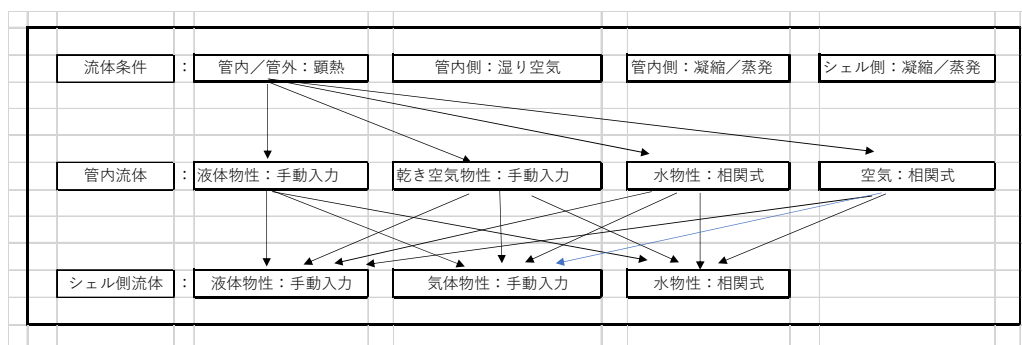 流体条件 : 管内／管外：顕熱 管内側：湿り空気 管内側：凝縮／蒸発 シェル側：凝縮／蒸発
管内流体 : 液体物性：手動入力 乾き空気物性：手動入力 水物性：相関式 空気：相関式
シェル側流体 : 液体物性：手動入力 気体物性：手動入力 水物性：相関式